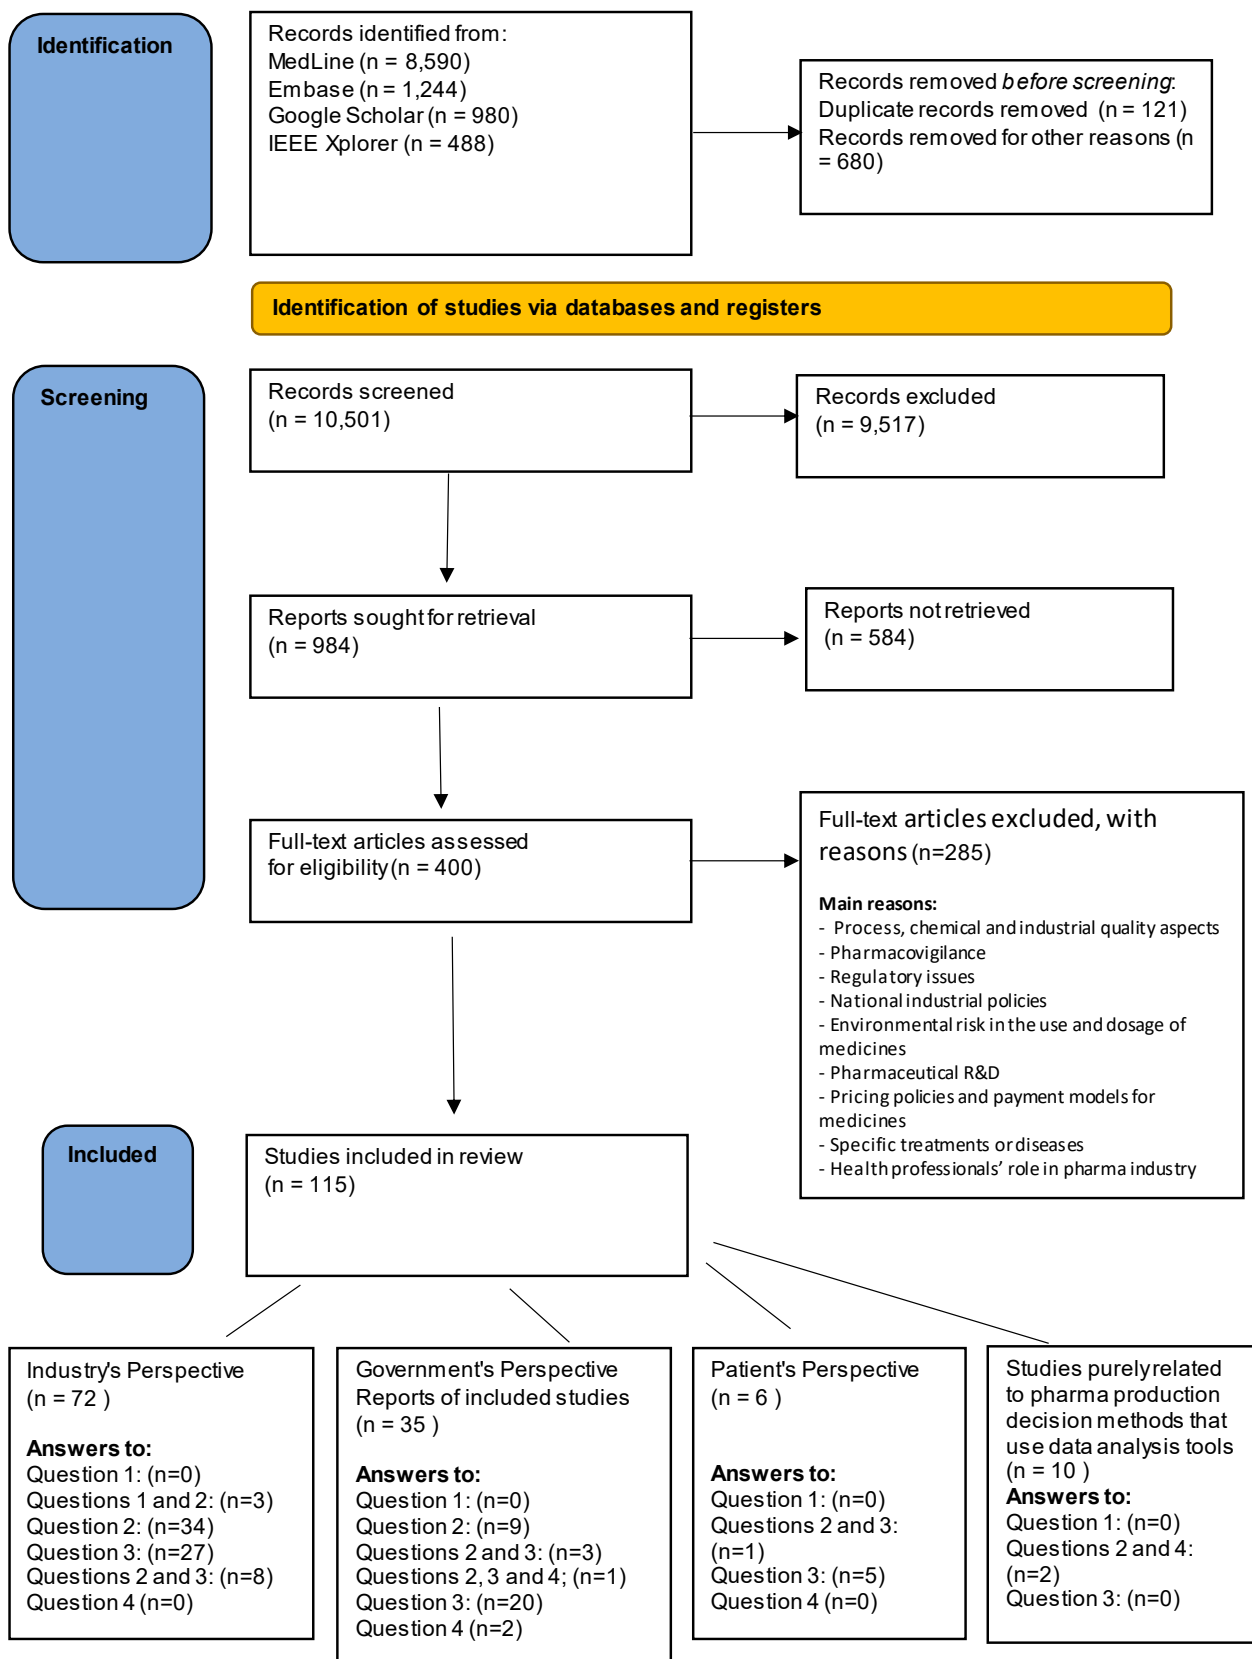 Identification
Records identified from:
MedLine (n = 8,590)
Embase (n = 1,244)
Google Scholar (n = 980)
IEEE Xplorer (n = 488)
Records removed before screening:
Duplicate records removed (n = 121)
Records removed for other reasons (n
= 680)
Identification of studies via databases and registers
Screening
Records screened
(n = 10,501)
Records excluded
(n = 9,517)
Reports sought for retrieval
(n = 984)
Reports not retrieved
(n = 584)
Full-text articles assessed
for eligibility (n = 400)
Full-text articles excluded, with
reasons (n=285)
Main reasons:
- Process, chemical and industrial quality aspects
- Pharmacovigilance
- Regulatory issues
- National industrial policies
- Environmental risk in the use and dosage of
medicines
- Pharmaceutical R&D
- Pricing policies and payment models for
medicines
- Specific treatments or diseases
- Health professionals' role in pharma industry
Included
Studies included in review
(n = 115)
Industry's Perspective
(n = 72 )
Answers to:
Question 1: (n=0)
Questions 1 and 2: (n=3)
Question 2: (n=34)
Question 3: (n=27)
Questions 2 and 3: (n=8)
Question 4 (n=0)
Government's Perspective
Reports of included studies
(n = 35 )
Answers to:
Question 1: (n=0)
Question 2: (n=9)
Questions 2 and 3: (n=3)
Questions 2, 3 and 4; (n=1)
Question 3: (n=20)
Question 4 (n=2)
Patient's Perspective
(n = 6 )
Answers to:
Question 1: (n=0)
Questions 2 and 3:
(n=1)
Question 3: (n=5)
Question 4 (n=0)
Studies purely related
to pharma production
decision methods that
use data analysis tools
(n = 10 )
Answers to:
Question 1: (n=0)
Questions 2 and 4:
(n=2)
Question 3: (n=0)